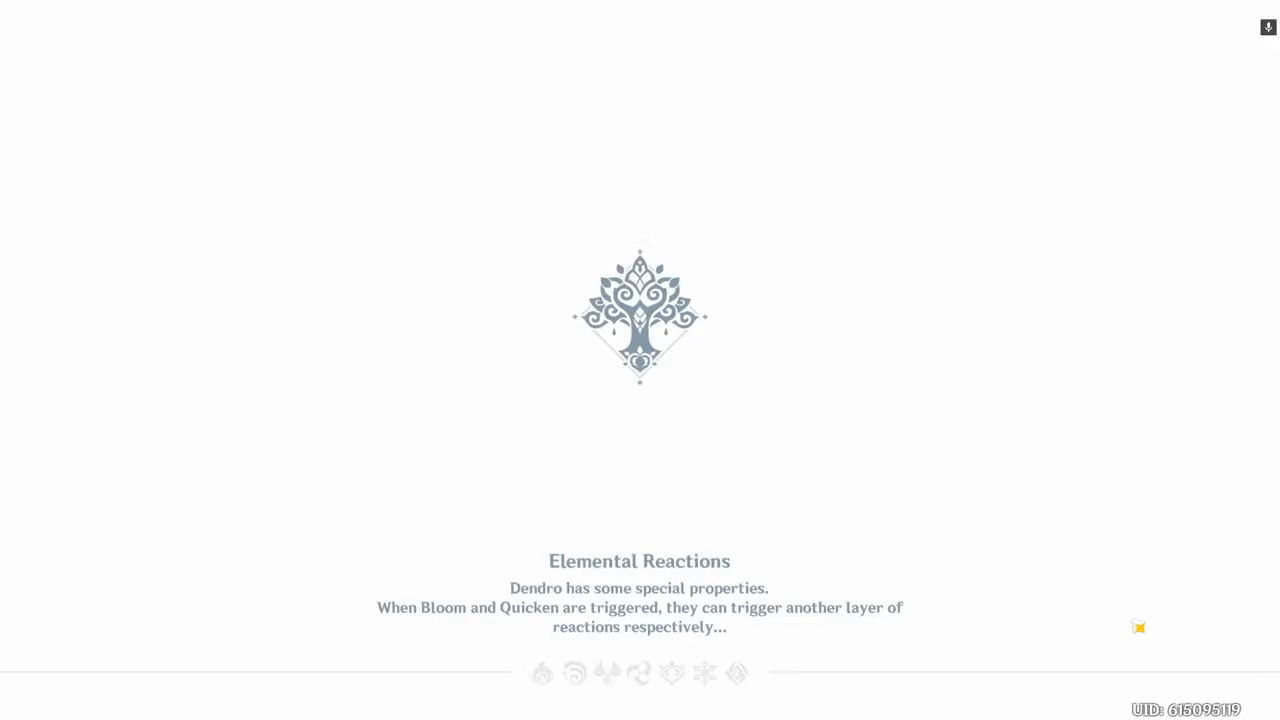 Elemental Reactions
Dendro has some special properties.
When Bloom and Quicken are triggered, they can trigger another layer of
reactions respectively...
UID: 615095119